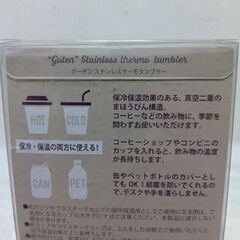 "Guten" Stainless thermo tumbler
グーテン ステンレスサーモタンブラー
HOT
COLD
保冷・保温の両方に使える!
CAN
PET
保冷保温効果のある、真空二重の
まほうびん構造。
コーヒーなどの飲み物に、季節を
問わずお使いいただけます。
コーヒーショップやコンビニの
カップを入れると、飲み物の温度
が長持ちします。
缶やペットボトルのカバーとし
てもOK!結露を防いでくれるの
で、デスクや手を濡らしません。